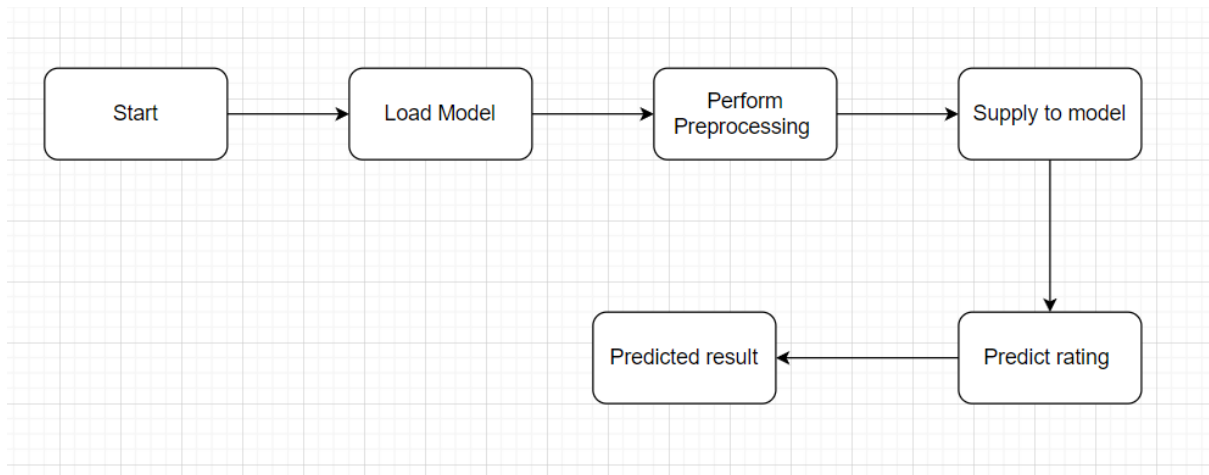 Start
Load Model
Perform
Preprocessing
Supply to model
Predicted result
Predict rating